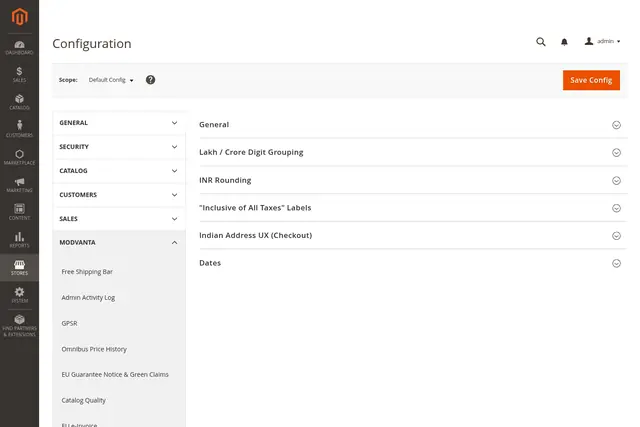 Configuration
admin
Scope:
Default Config
Save Config
DASHBOARD
SALES
CATALOG
CUSTOMERS
MARKETPLACE
MARKETING
CONTENT
REPORTS
STORES
SYSTEM
FIND PARTNERS
& EXTENSIONS
GENERAL
SECURITY
CATALOG
CUSTOMERS
SALES
MODVANTA
Free Shipping Bar
Admin Activity Log
GPSR
Omnibus Price History
EU Guarantee Notice & Green Claims
Catalog Quality
EU e-Invoice
General
Lakh / Crore Digit Grouping
INR Rounding
"Inclusive of All Taxes" Labels
Indian Address UX (Checkout)
Dates